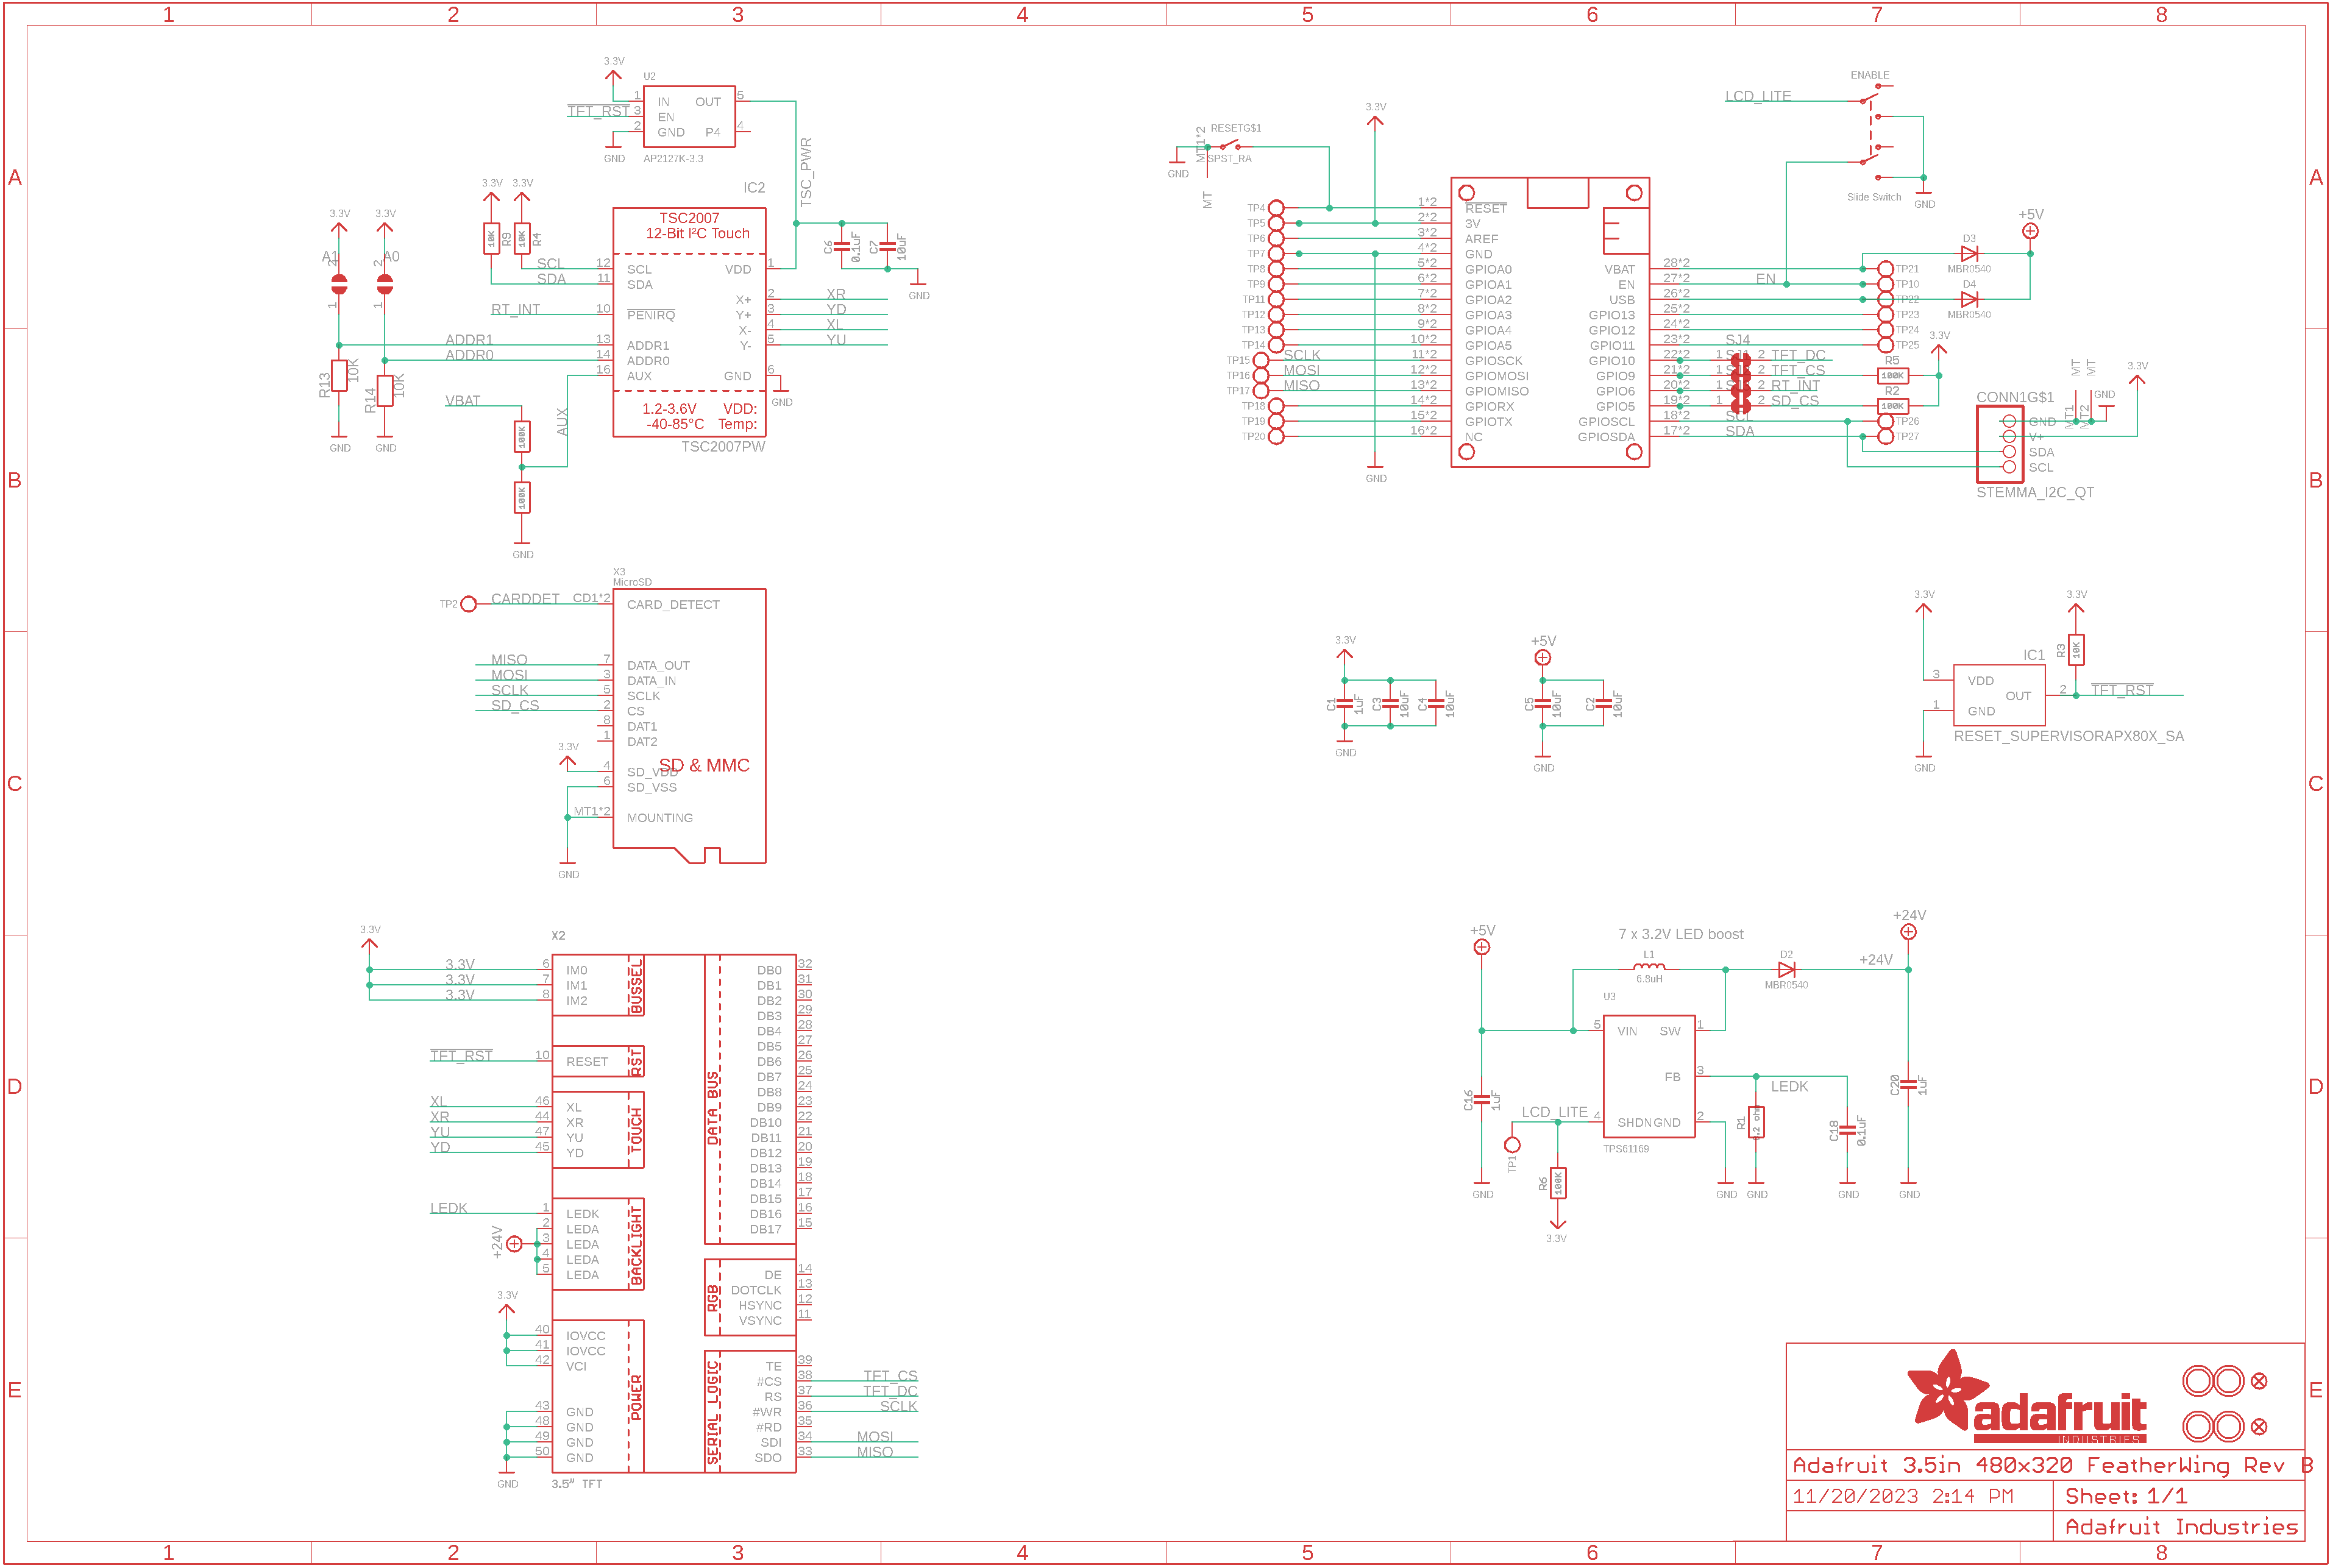 1 2 3 4 5 6 7 8
A
B
C
D
E
3.3V
U2
1 IN OUT 5
TFT_RST 3 EN
2 GND P4 4
GND
AP2127K-3.3
TSC_PWR
IC2
3.3V 3.3V
10K R9 10K R4
TSC2007
12-Bit I²C Touch
SCL 12 SCL VDD 1
SDA 11 SDA
X+ 2 XR
RT_INT 10 PENIRQ Y+ 3 YD
X- 4 XL
ADDR1 13 ADDR1 Y- 5 YU
ADDR0 14 ADDR0
AUX 16 AUX GND 6
GND
1.2-3.6V VDD:
-40-85°C Temp:
TSC2007PW
C6 0.1uF C7 10uF
GND
3.3V 3.3V
A1 A0
2 2
1 1
R13 10K
R14 10K
GND GND
VBAT
100K
100K
GND
X3
MicroSD
TP2 CARDDET CD1*2 CARD_DETECT
MISO 7 DATA_OUT
MOSI 3 DATA_IN
SCLK 5 SCLK
SD_CS 2 CS
8 DAT1
1 DAT2
3.3V
4 SD_VDD
SD & MMC
6 SD_VSS
MT1*2 MOUNTING
GND
X2
3.3V
3.3V 6 IM0
3.3V 7 IM1
3.3V 8 IM2
BUSSEL
TFT_RST 10 RESET
RST
XL 46 XL
XR 44 XR
YU 47 YU
YD 45 YD
TOUCH
LEDK 1 LEDK
2 LEDA
+24V 3 LEDA
4 LEDA
5 LEDA
BACKLIGHT
3.3V
40 IOVCC
41 IOVCC
42 VCI
43 GND
48 GND
49 GND
50 GND
POWER
GND
3.5" TFT
DATA BUS
DB0 32
DB1 31
DB2 30
DB3 29
DB4 28
DB5 27
DB6 26
DB7 25
DB8 24
DB9 23
DB10 22
DB11 21
DB12 20
DB13 19
DB14 18
DB15 17
DB16 16
DB17 15
RGB
DE 14
DOTCLK 13
HSYNC 12
VSYNC 11
SERIAL LOGIC
TE 39
#CS 38 TFT_CS
RS 37 TFT_DC
#WR 36 SCLK
#RD 35
SDI 34 MOSI
SDO 33 MISO
RESETG$1
MT1*2
SPST_RA
GND
MT
3.3V
TP4 1*2 RESET
TP5 2*2 3V
TP6 3*2 AREF
TP7 4*2 GND
TP8 5*2 GPIOA0
TP9 6*2 GPIOA1
TP11 7*2 GPIOA2
TP12 8*2 GPIOA3
TP13 9*2 GPIOA4
TP14 10*2 GPIOA5
TP15 SCLK 11*2 GPIOSCK
TP16 MOSI 12*2 GPIOMOSI
TP17 MISO 13*2 GPIOMISO
TP18 14*2 GPIORX
TP19 15*2 GPIOTX
TP20 16*2 NC
GND
VBAT 28*2 TP21
EN 27*2 EN TP10
USB 26*2 TP22
GPIO13 25*2 TP23
GPIO12 24*2 TP24
GPIO11 23*2 TP25
SJ4
GPIO10 22*2 1 2 TFT_DC
GPIO9 21*2 1 2 TFT_CS
GPIO6 20*2 1 2 RT_INT
GPIO5 19*2 1 2 SD_CS
GPIOSCL 18*2 SCL TP26
GPIOSDA 17*2 SDA TP27
ENABLE
LCD_LITE
Slide Switch
GND
+5V
D3
MBR0540
D4
MBR0540
3.3V
R5
100K
R2
100K
MT MT
GND
3.3V
CONN1G$1
MT1 MT2
GND
V+
SDA
SCL
STEMMA_I2C_QT
3.3V
C1 1uF C3 10uF C4 10uF
GND
+5V
C5 10uF C2 10uF
GND
3.3V 3.3V
R3 10K
IC1
3 VDD
OUT 2 TFT_RST
1 GND
RESET_SUPERVISORAPX80X_SA
GND
+5V
7 x 3.2V LED boost
+24V
L1
6.8uH
D2
MBR0540
+24V
U3
5 VIN SW 1
FB 3
LEDK
LCD_LITE 4 SHDN GND 2
TPS61169
C16 1uF
TP1
R6 100K
3.3V
R1
C18 0.1uF
C20 1uF
GND GND GND GND GND
adafruit
INDUSTRIES
Adafruit 3.5in 480x320 FeatherWing Rev B
11/20/2023 2:14 PM Sheet: 1/1
Adafruit Industries
A
B
C
D
E
1 2 3 4 5 6 7 8